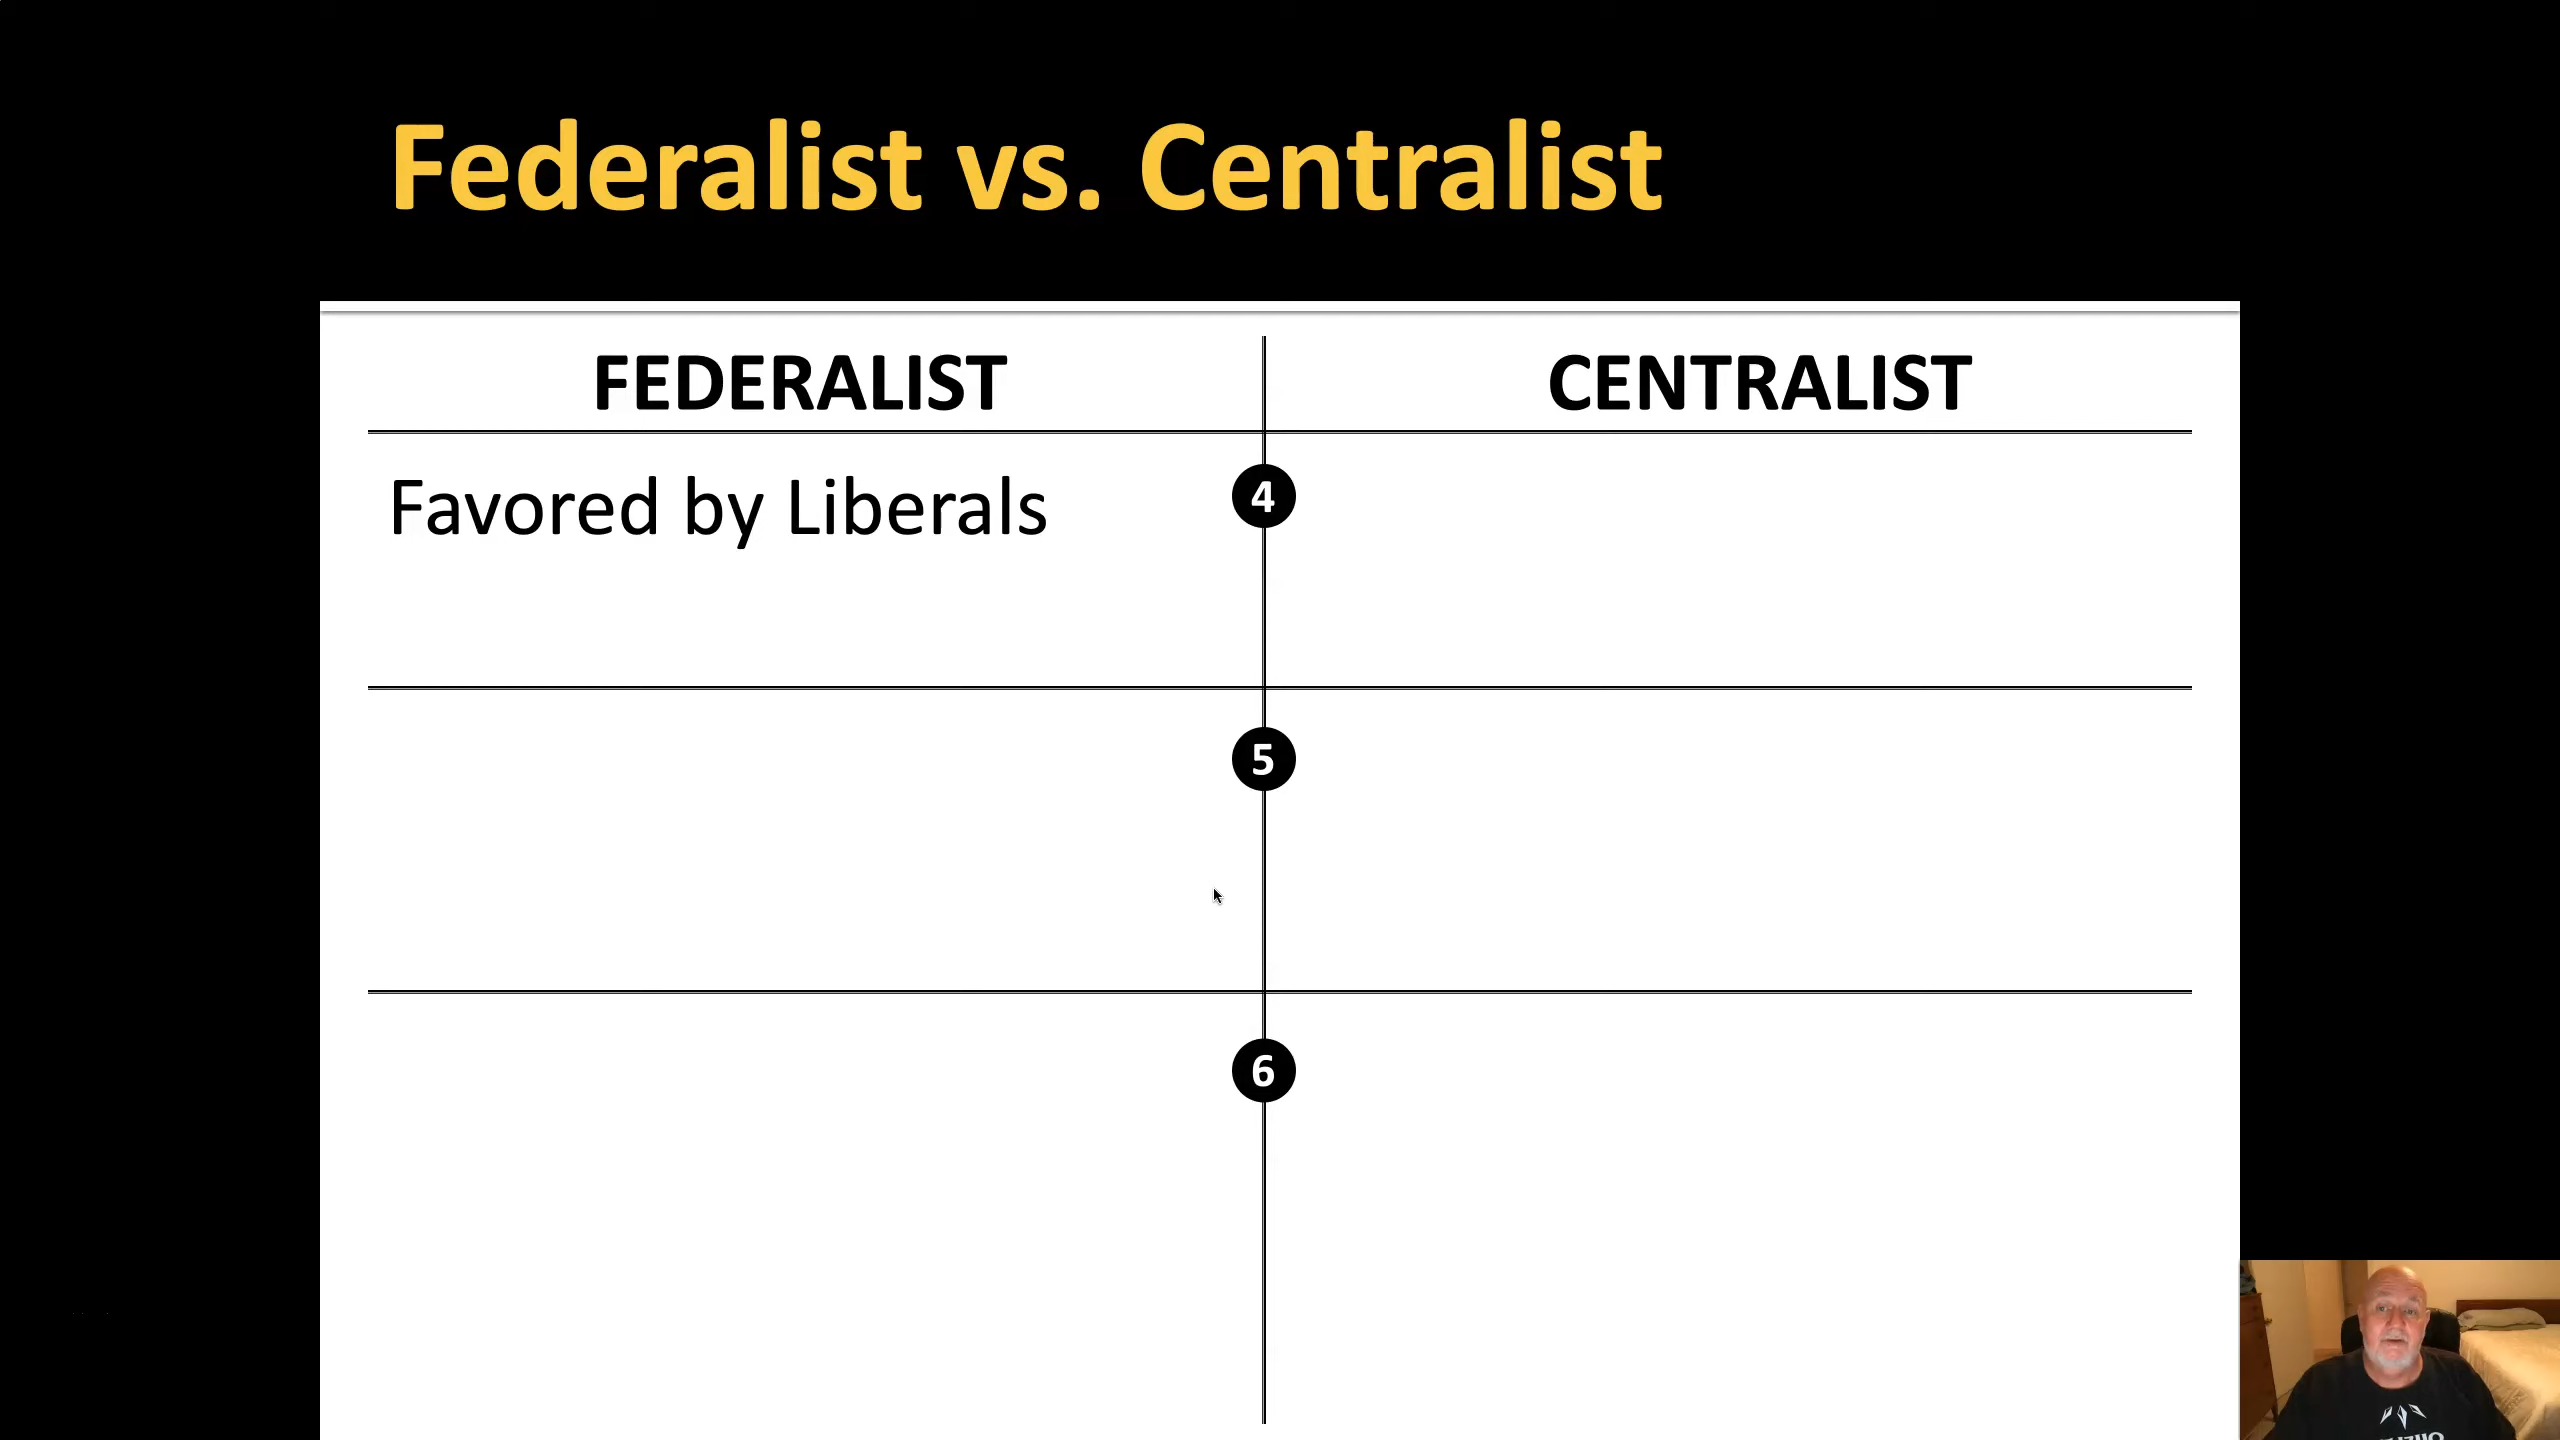 Federalist vs. Centralist
FEDERALIST
CENTRALIST
Favored by Liberals
4
5
6